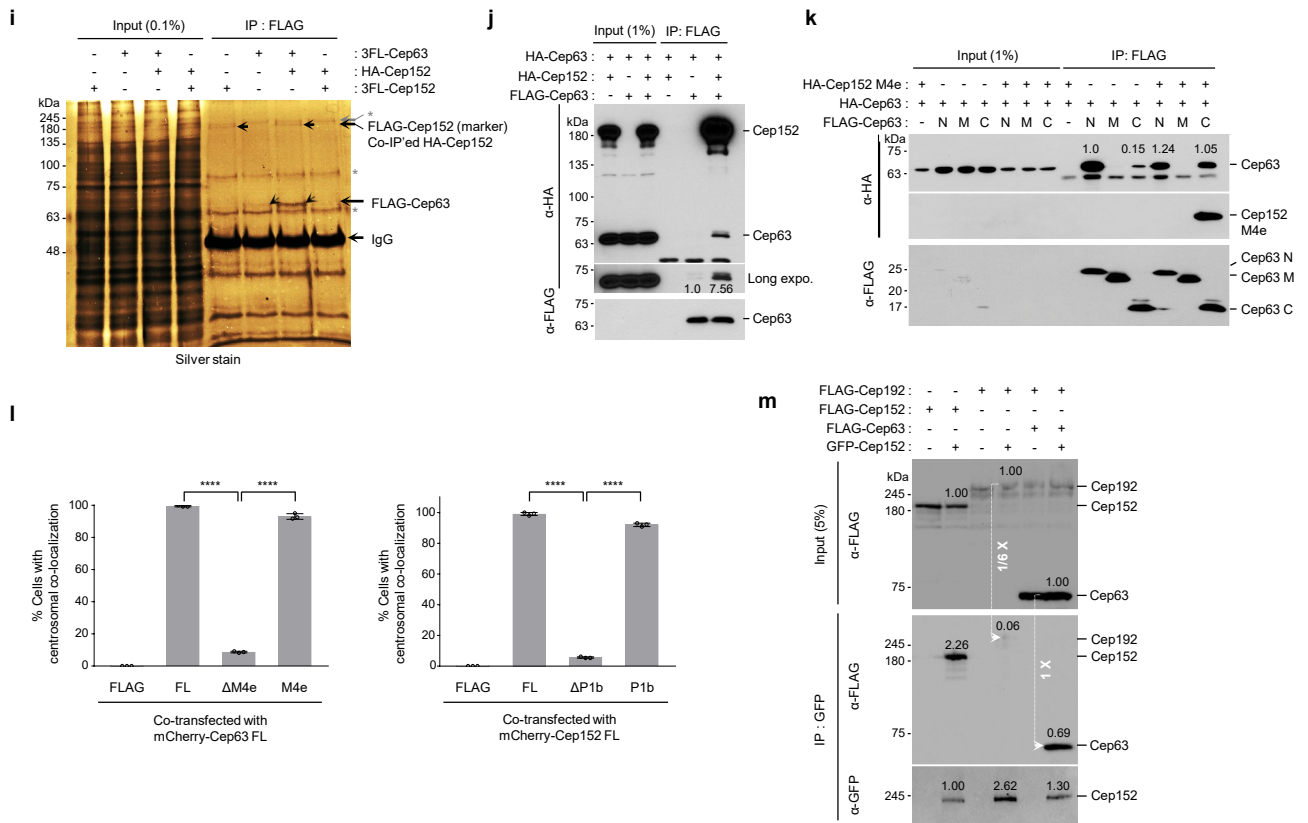 i
Input (0.1%) IP : FLAG
- + + - - + + - : 3FL-Cep63
- - + + - - + + : HA-Cep152
+ - - + + - - + : 3FL-Cep152
kDa
245
180
135
100
75
63
48
*
FLAG-Cep152 (marker)
Co-IP'ed HA-Cep152
*
FLAG-Cep63
*
IgG
Silver stain
j
Input (1%) IP: FLAG
HA-Cep63 : + + + + + +
HA-Cep152 : + - + + - +
FLAG-Cep63 : - + + - + +
kDa
180
135
100
75
63
75
75
63
α-HA
α-FLAG
Cep152
Cep63
Long expo.
1.0 7.56
Cep63
k
Input (1%) IP: FLAG
HA-Cep152 M4e : + - - - + + + + - - - + + +
HA-Cep63 : + + + + + + + + + + + + + +
FLAG-Cep63 : - N M C N M C - N M C N M C
kDa
75
63
1.0 0.15 1.24 1.05
Cep63
Cep152
M4e
α-HA
25
20
17
α-FLAG
Cep63 N
Cep63 M
Cep63 C
l
% Cells with
centrosomal co-localization
100
80
60
40
20
0
**** ****
FLAG FL ΔM4e M4e
Co-transfected with
mCherry-Cep63 FL
% Cells with
centrosomal co-localization
100
80
60
40
20
0
**** ****
FLAG FL ΔP1b P1b
Co-transfected with
mCherry-Cep152 FL
m
FLAG-Cep192 : - - + + + +
FLAG-Cep152 : + + - - - -
FLAG-Cep63 : - - - - + +
GFP-Cep152 : - + - + - +
kDa
245
180
75
1.00 1.00 1.00
1/6 X
Input (5%)
α-FLAG
Cep192
Cep152
Cep63
245
180
75
2.26 0.06 0.69
1 X
IP : GFP
α-FLAG
Cep192
Cep152
Cep63
245
1.00 2.62 1.30
α-GFP
Cep152